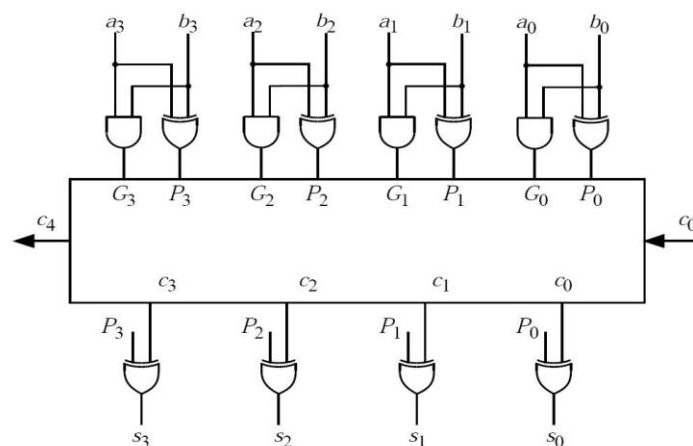 a3 b3 a2 b2 a1 b1 a0 b0
G3 P3 G2 P2 G1 P1 G0 P0
c4 c0
c3 c2 c1 c0
P3 P2 P1 P0
s3 s2 s1 s0